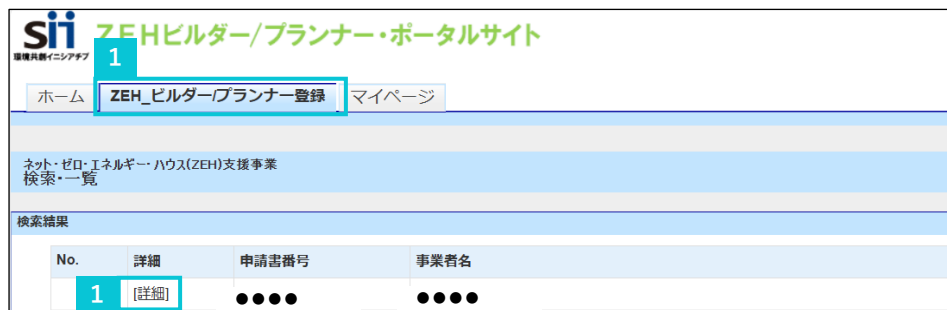 sii ZEHビルダー/プランナー・ポータルサイト
環境共創イニシアチブ
1
ホーム ZEH_ビルダー/プランナー登録 マイページ
ネット・ゼロ・エネルギー・ハウス(ZEH)支援事業
検索・一覧
検索結果
No. 詳細 申請書番号 事業者名
1 [詳細] ●●●● ●●●●